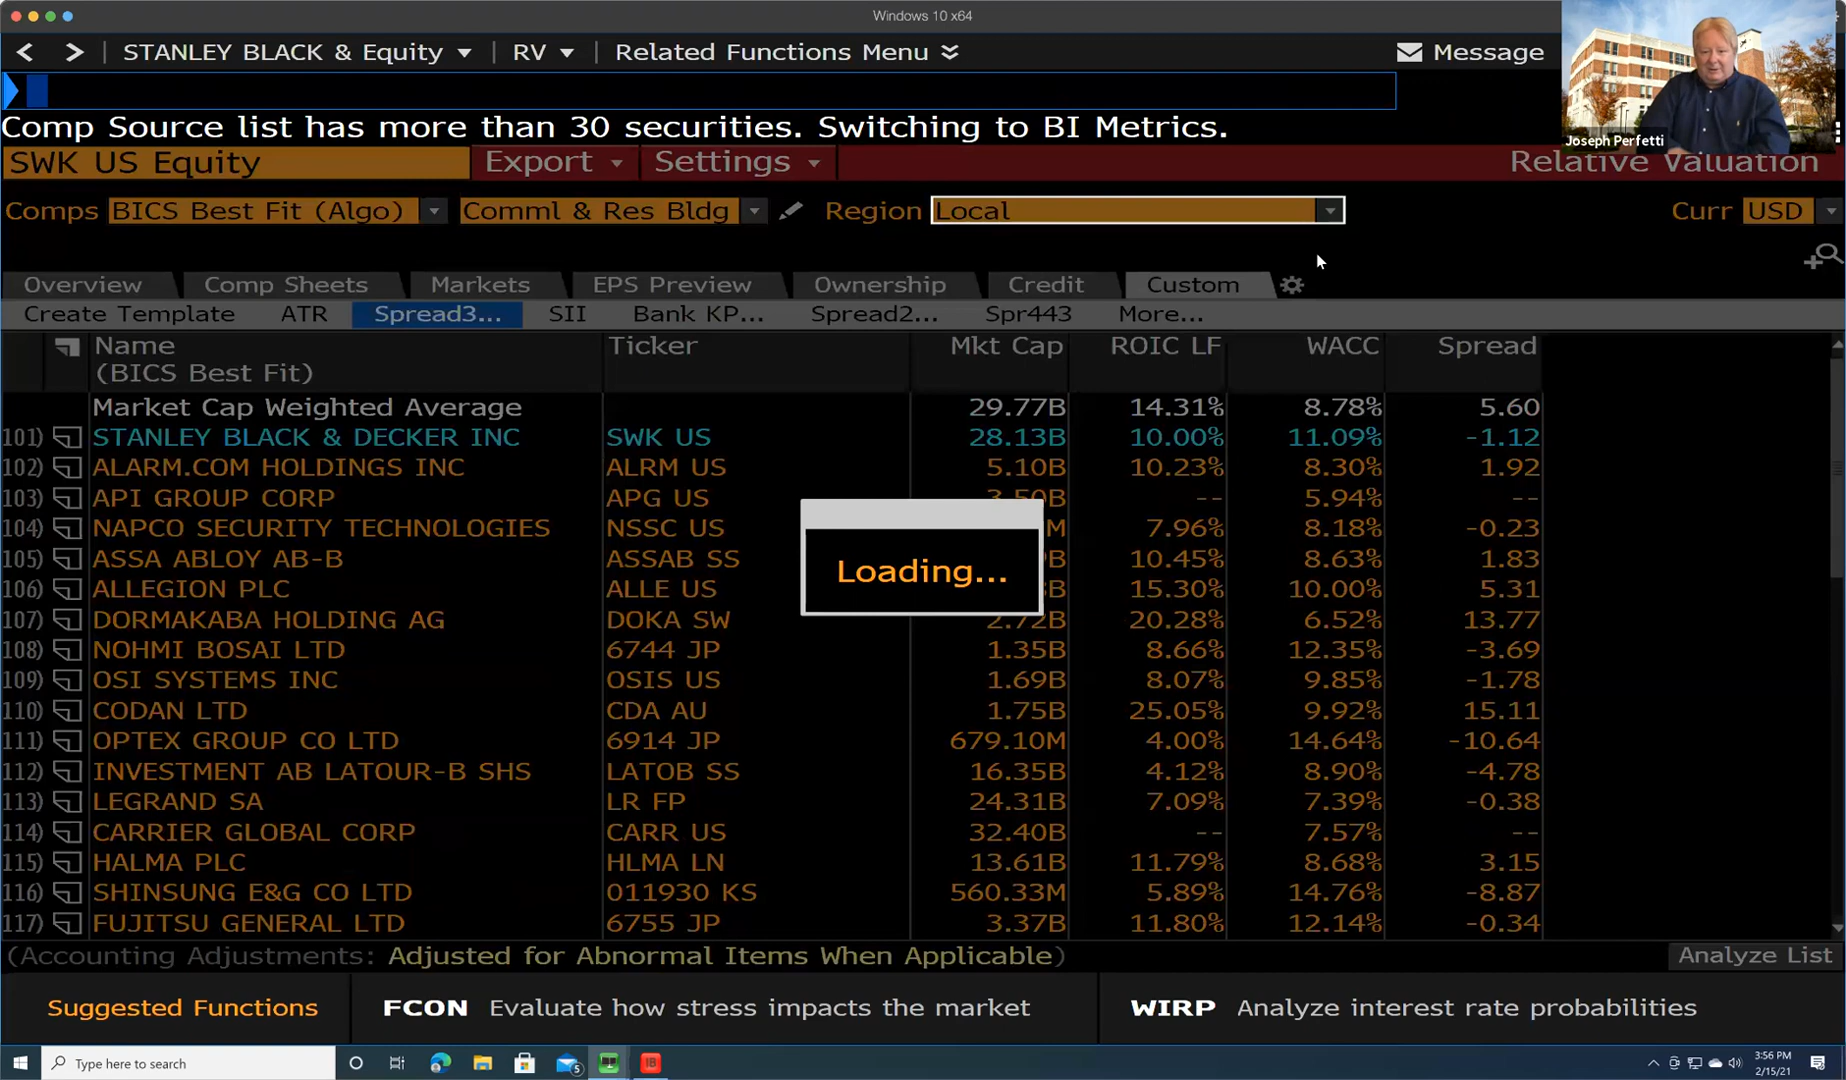 Windows 10 x64
< > STANLEY BLACK & Equity RV Related Functions Menu Message
Comp Source list has more than 30 securities. Switching to BI Metrics.
Joseph Perfetti
SWK US Equity Export Settings Relative Valuation
Comps BICS Best Fit (Algo) Comml & Res Bldg Region Local Curr USD
Overview Comp Sheets Markets EPS Preview Ownership Credit Custom
Create Template ATR Spread3... SII Bank KP... Spread2... Spr443 More...
Name Ticker Mkt Cap ROIC LF WACC Spread
(BICS Best Fit)
Market Cap Weighted Average 29.77B 14.31% 8.78% 5.60
101) STANLEY BLACK & DECKER INC SWK US 28.13B 10.00% 11.09% -1.12
102) ALARM.COM HOLDINGS INC ALRM US 5.10B 10.23% 8.30% 1.92
103) API GROUP CORP APG US 3.50B -- 5.94% --
104) NAPCO SECURITY TECHNOLOGIES NSSC US M 7.96% 8.18% -0.23
105) ASSA ABLOY AB-B ASSAB SS 10.45% 8.63% 1.83
106) ALLEGION PLC ALLE US 15.30% 10.00% 5.31
107) DORMAKABA HOLDING AG DOKA SW 2.72B 20.28% 6.52% 13.77
108) NOHMI BOSAI LTD 6744 JP 1.35B 8.66% 12.35% -3.69
109) OSI SYSTEMS INC OSIS US 1.69B 8.07% 9.85% -1.78
110) CODAN LTD CDA AU 1.75B 25.05% 9.92% 15.11
111) OPTEX GROUP CO LTD 6914 JP 679.10M 4.00% 14.64% -10.64
112) INVESTMENT AB LATOUR-B SHS LATOB SS 16.35B 4.12% 8.90% -4.78
113) LEGRAND SA LR FP 24.31B 7.09% 7.39% -0.38
114) CARRIER GLOBAL CORP CARR US 32.40B -- 7.57% --
115) HALMA PLC HLMA LN 13.61B 11.79% 8.68% 3.15
116) SHINSUNG E&G CO LTD 011930 KS 560.33M 5.89% 14.76% -8.87
117) FUJITSU GENERAL LTD 6755 JP 3.37B 11.80% 12.14% -0.34
Loading...
(Accounting Adjustments: Adjusted for Abnormal Items When Applicable) Analyze List
Suggested Functions FCON Evaluate how stress impacts the market WIRP Analyze interest rate probabilities
Type here to search 5 IB 3:56 PM
2/15/21